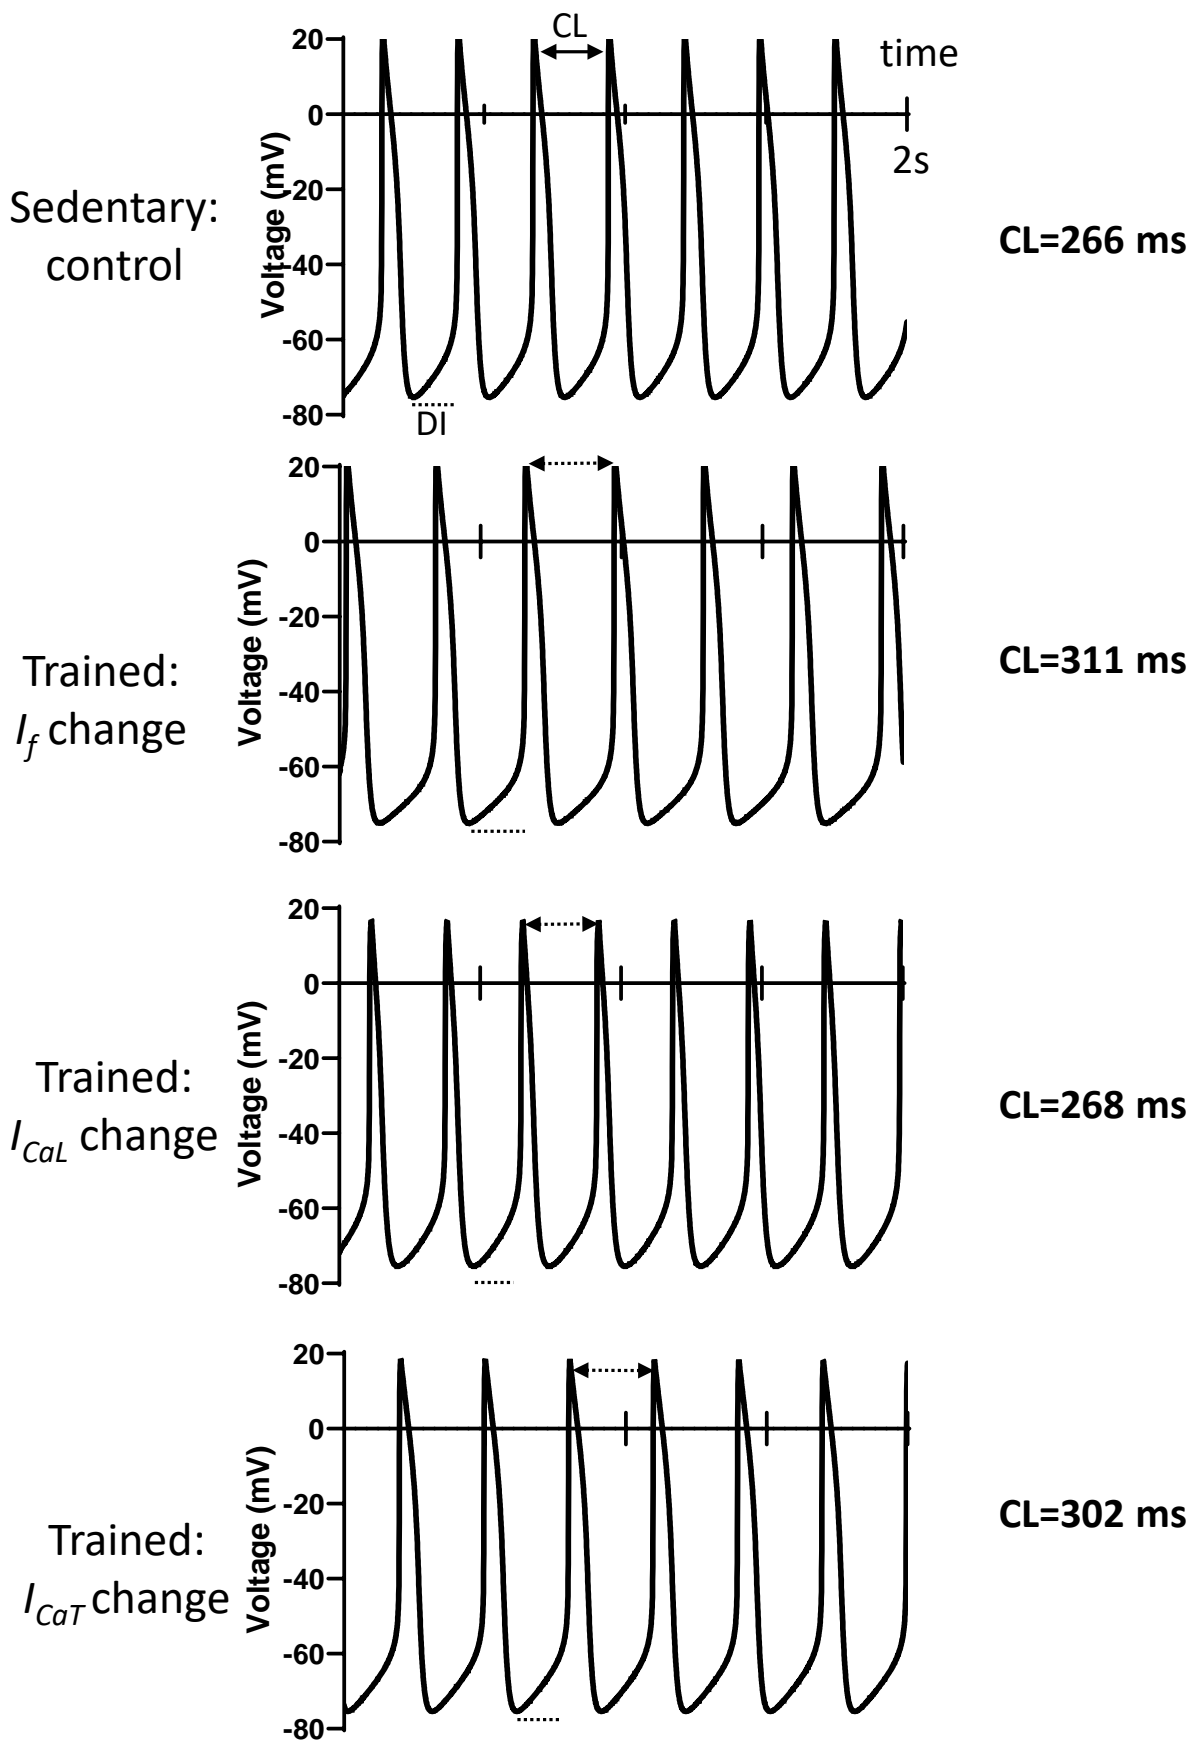 CL
20
time
0
2s
-20
-40
-60
-80
Voltage (mV)
Sedentary:
control
CL=266 ms
DI
20
0
-20
-40
-60
-80
Voltage (mV)
Trained:
If change
CL=311 ms
20
0
-20
-40
-60
-80
Voltage (mV)
Trained:
ICaL change
CL=268 ms
20
0
-20
-40
-60
-80
Voltage (mV)
Trained:
ICaT change
CL=302 ms